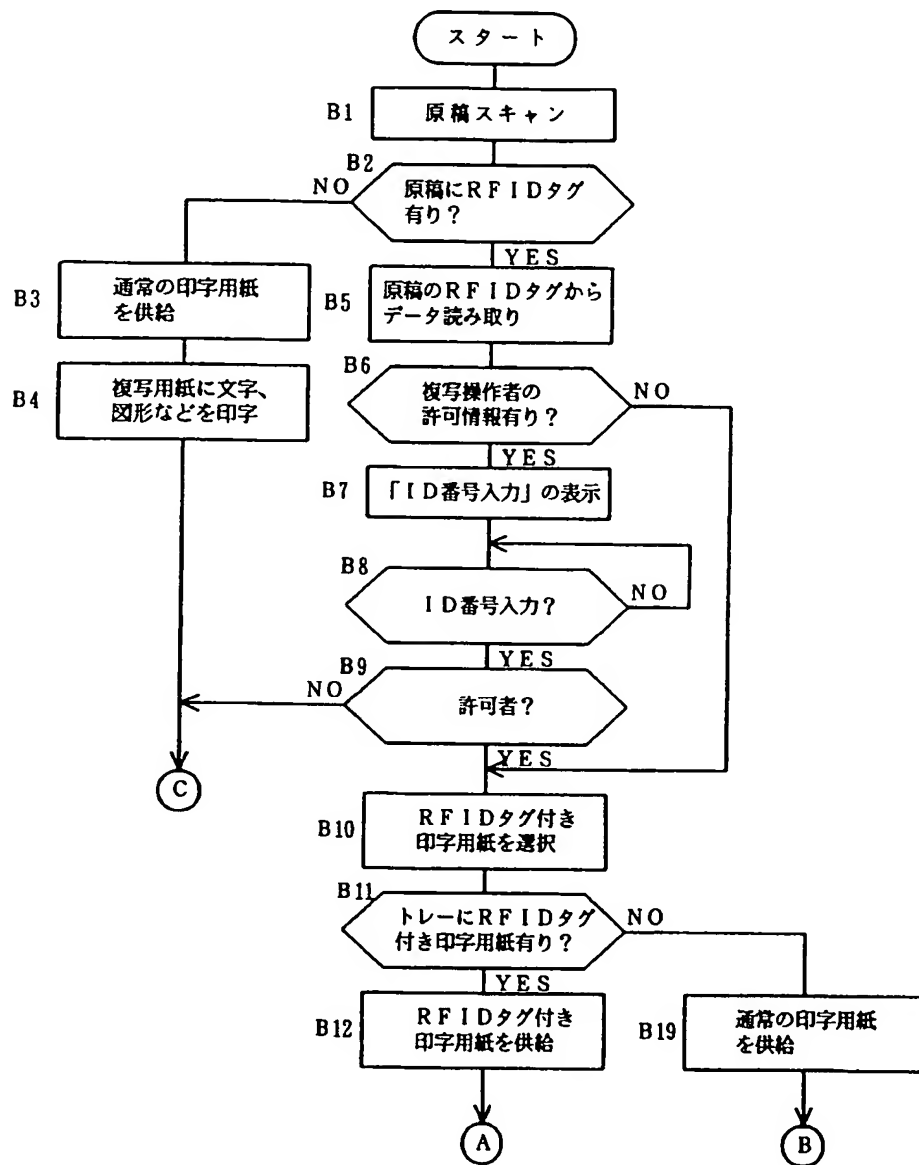 スタート
B1
原稿スキャン
B2
原稿にＲＦＩＤタグ
有り？
NO
YES
B3
通常の印字用紙
を供給
B5
原稿のＲＦＩＤタグから
データ読み取り
B4
複写用紙に文字、
図形などを印字
B6
複写操作者の
許可情報有り？
NO
YES
B7
「ＩＤ番号入力」の表示
B8
ＩＤ番号入力？
NO
YES
B9
許可者？
NO
YES
C
B10
ＲＦＩＤタグ付き
印字用紙を選択
B11
トレーにＲＦＩＤタグ
付き印字用紙有り？
NO
YES
B12
ＲＦＩＤタグ付き
印字用紙を供給
B19
通常の印字用紙
を供給
A
B